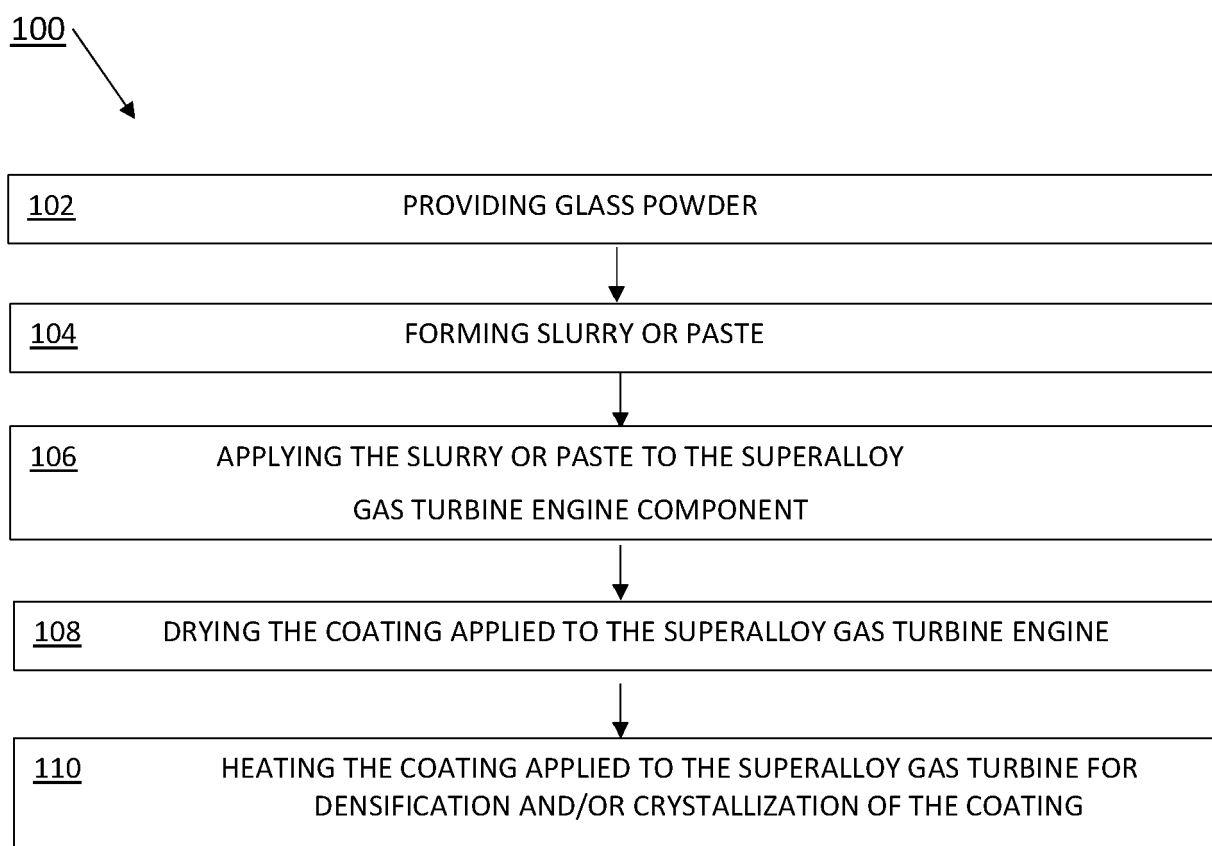 100
102 PROVIDING GLASS POWDER
104 FORMING SLURRY OR PASTE
106 APPLYING THE SLURRY OR PASTE TO THE SUPERALLOY
GAS TURBINE ENGINE COMPONENT
108 DRYING THE COATING APPLIED TO THE SUPERALLOY GAS TURBINE ENGINE
110 HEATING THE COATING APPLIED TO THE SUPERALLOY GAS TURBINE FOR
DENSIFICATION AND/OR CRYSTALLIZATION OF THE COATING